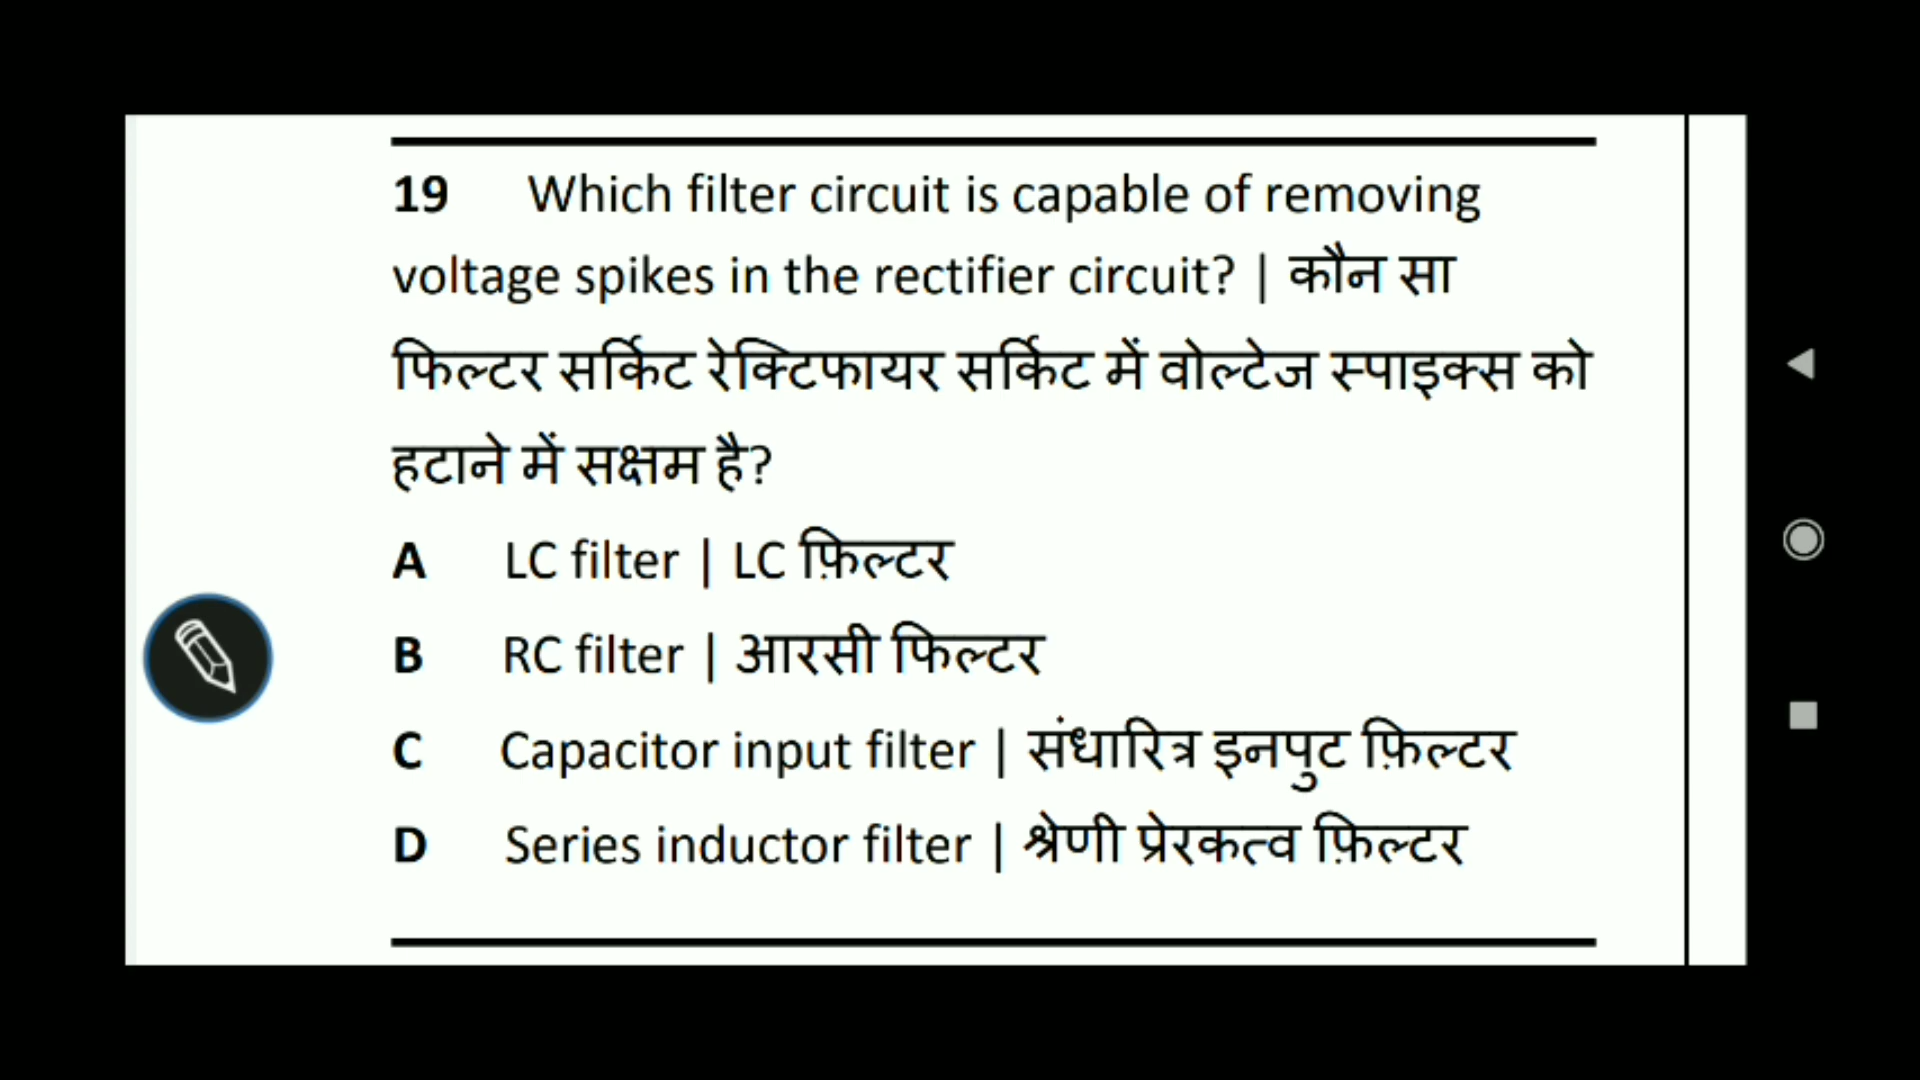 19 Which filter circuit is capable of removing
voltage spikes in the rectifier circuit? | कौन सा
फिल्टर सर्किट रेक्टिफायर सर्किट में वोल्टेज स्पाइक्स को
हटाने में सक्षम है?
A LC filter | LC फ़िल्टर
B RC filter | आरसी फिल्टर
C Capacitor input filter | संधारित्र इनपुट फ़िल्टर
D Series inductor filter | श्रेणी प्रेरकत्व फ़िल्टर